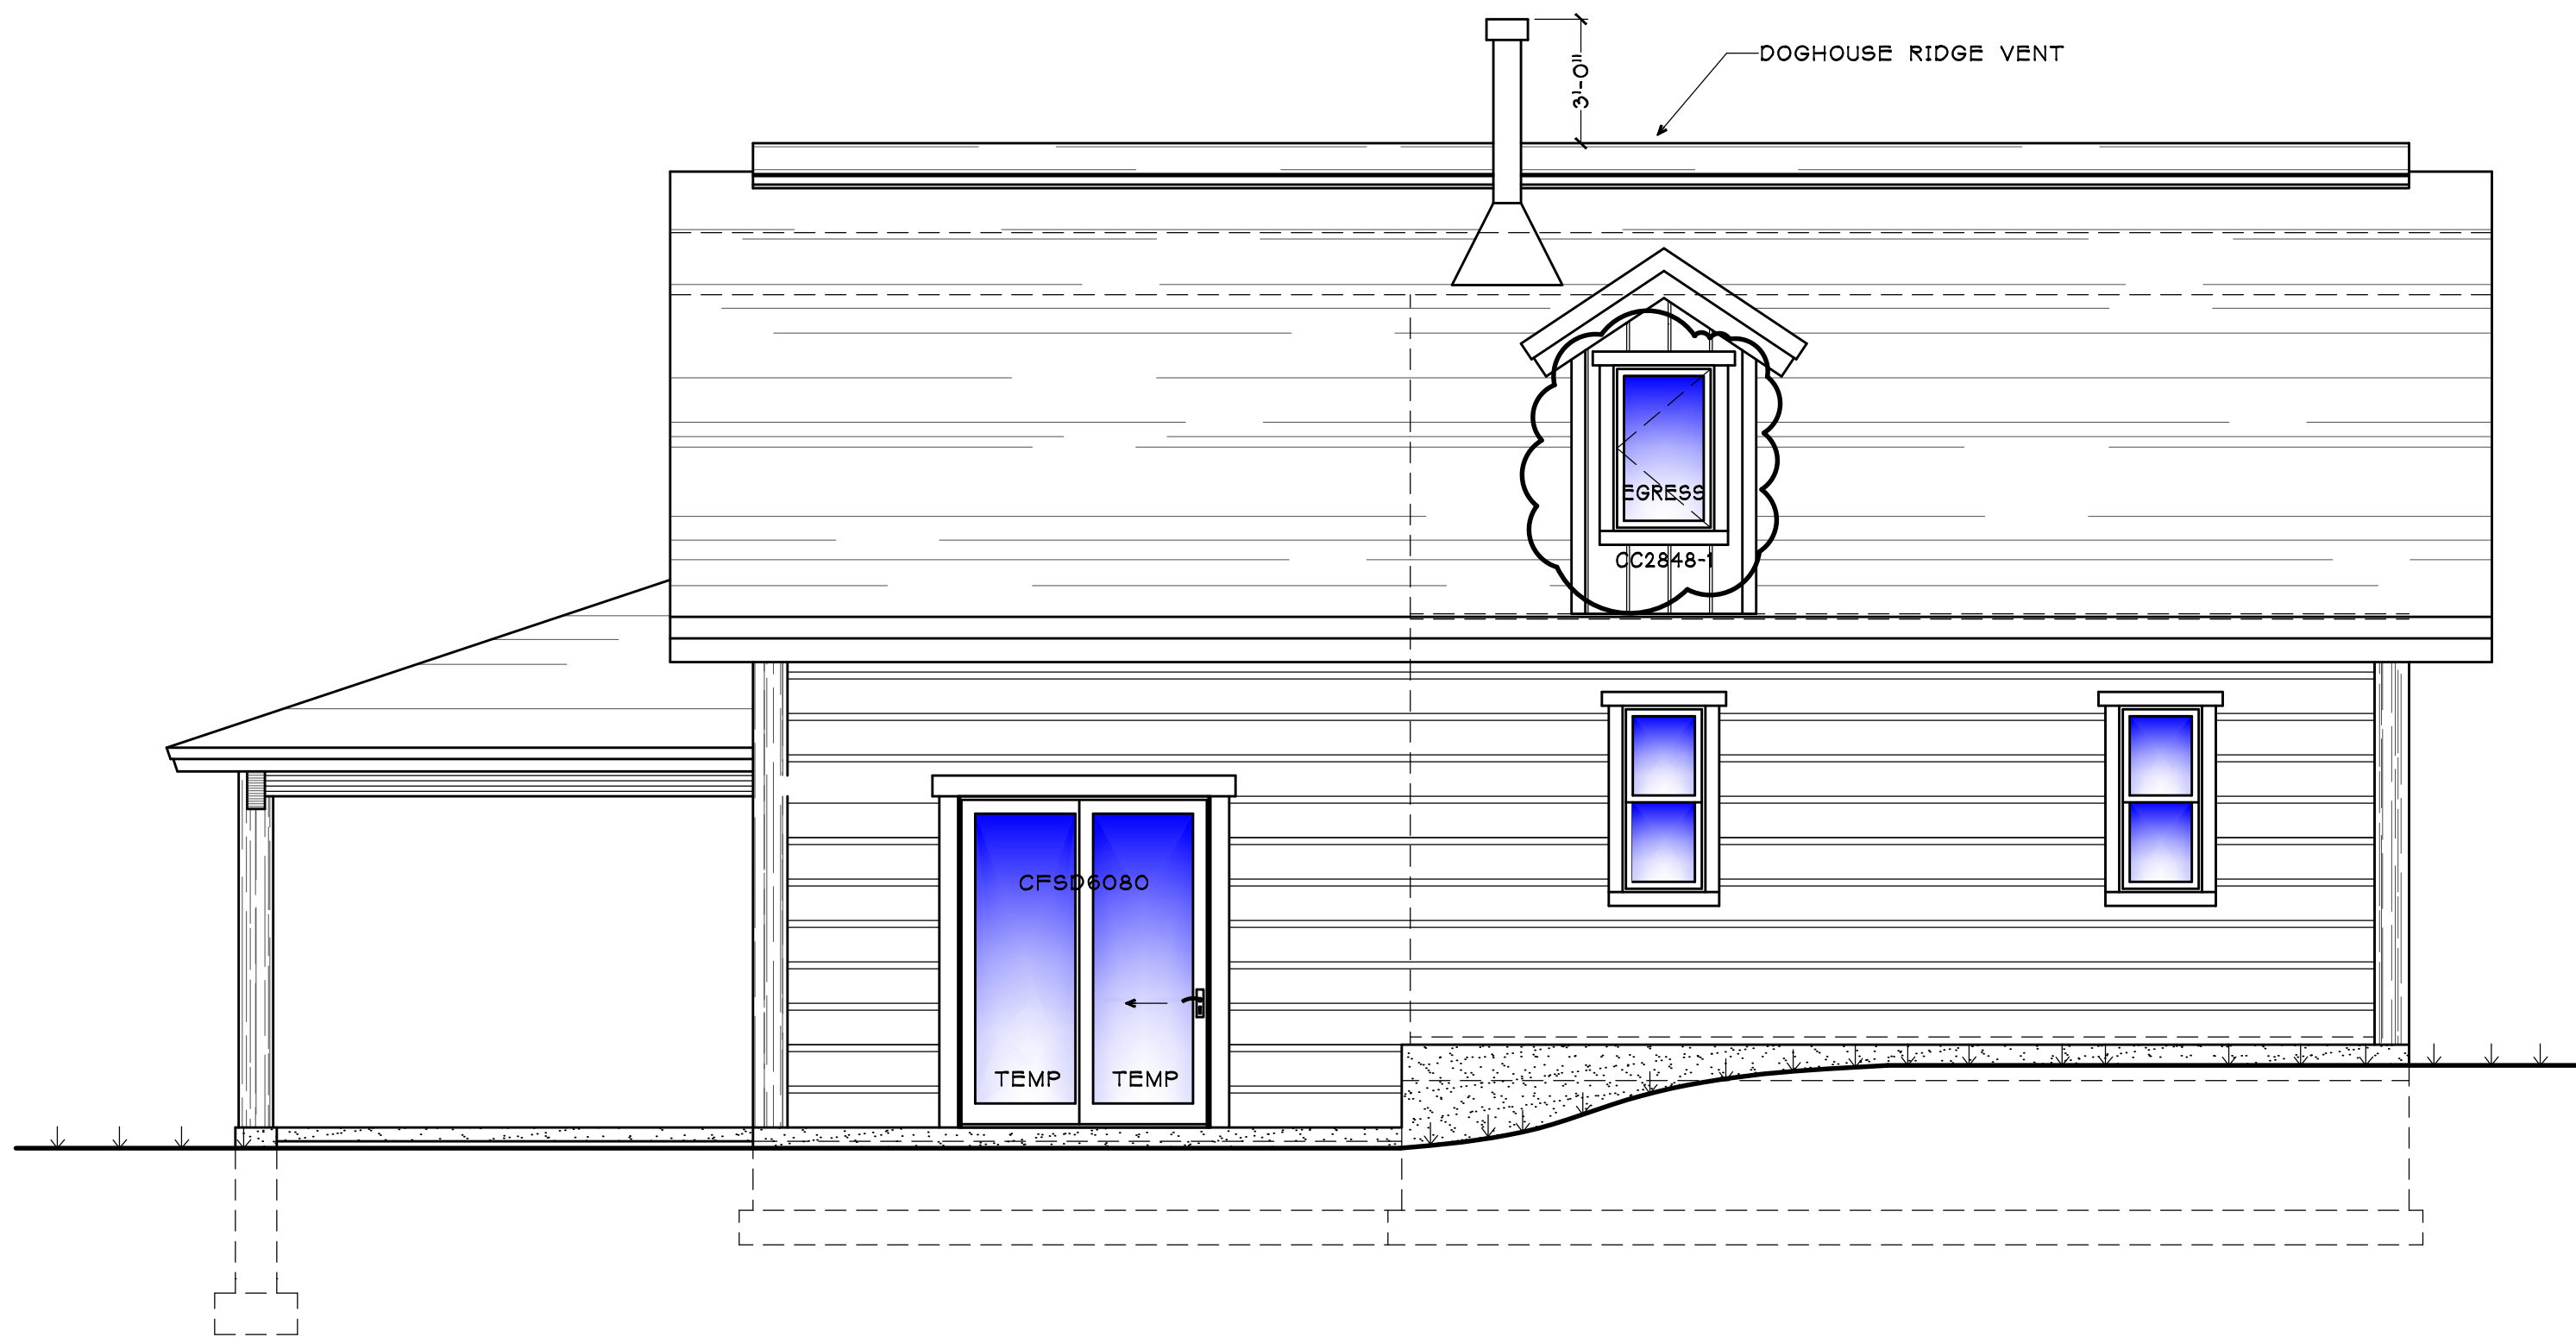 DOGHOUSE RIDGE VENT
3'-0"
EGRESS
CC2848-1
CFSD6080
TEMP TEMP